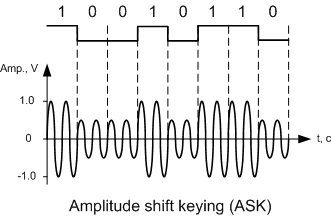 1 0 0 1 0 1 1 0
Amp., V
1.0
0
t, c
-1.0
Amplitude shift keying (ASK)